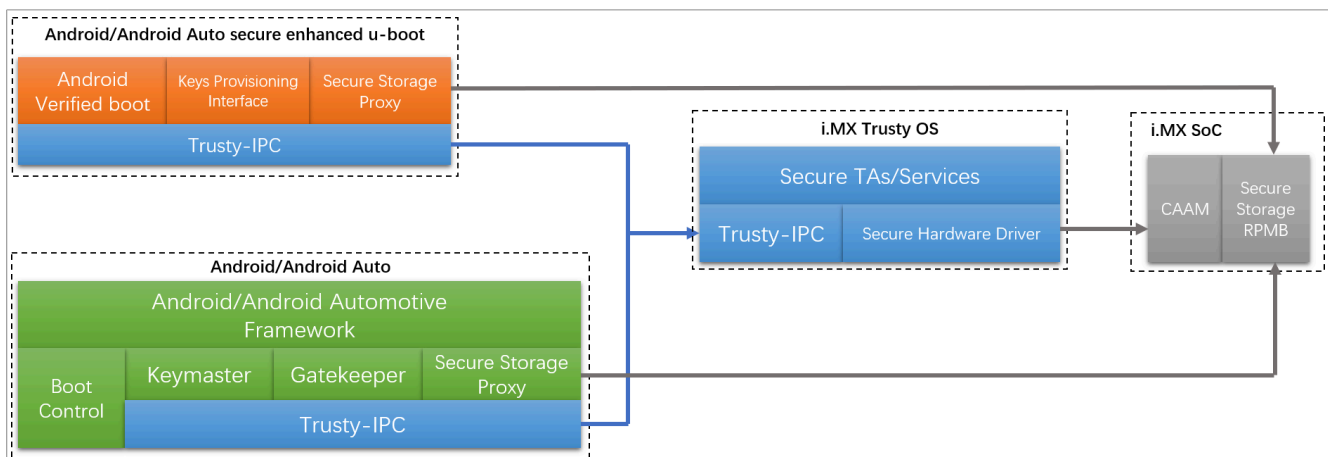 Android/Android Auto secure enhanced u-boot
Android
Verified boot
Keys Provisioning
Interface
Secure Storage
Proxy
Trusty-IPC
i.MX Trusty OS
Secure TAs/Services
Trusty-IPC
Secure Hardware Driver
i.MX SoC
CAAM
Secure
Storage
RPMB
Android/Android Auto
Android/Android Automotive
Framework
Boot
Control
Keymaster
Gatekeeper
Secure Storage
Proxy
Trusty-IPC